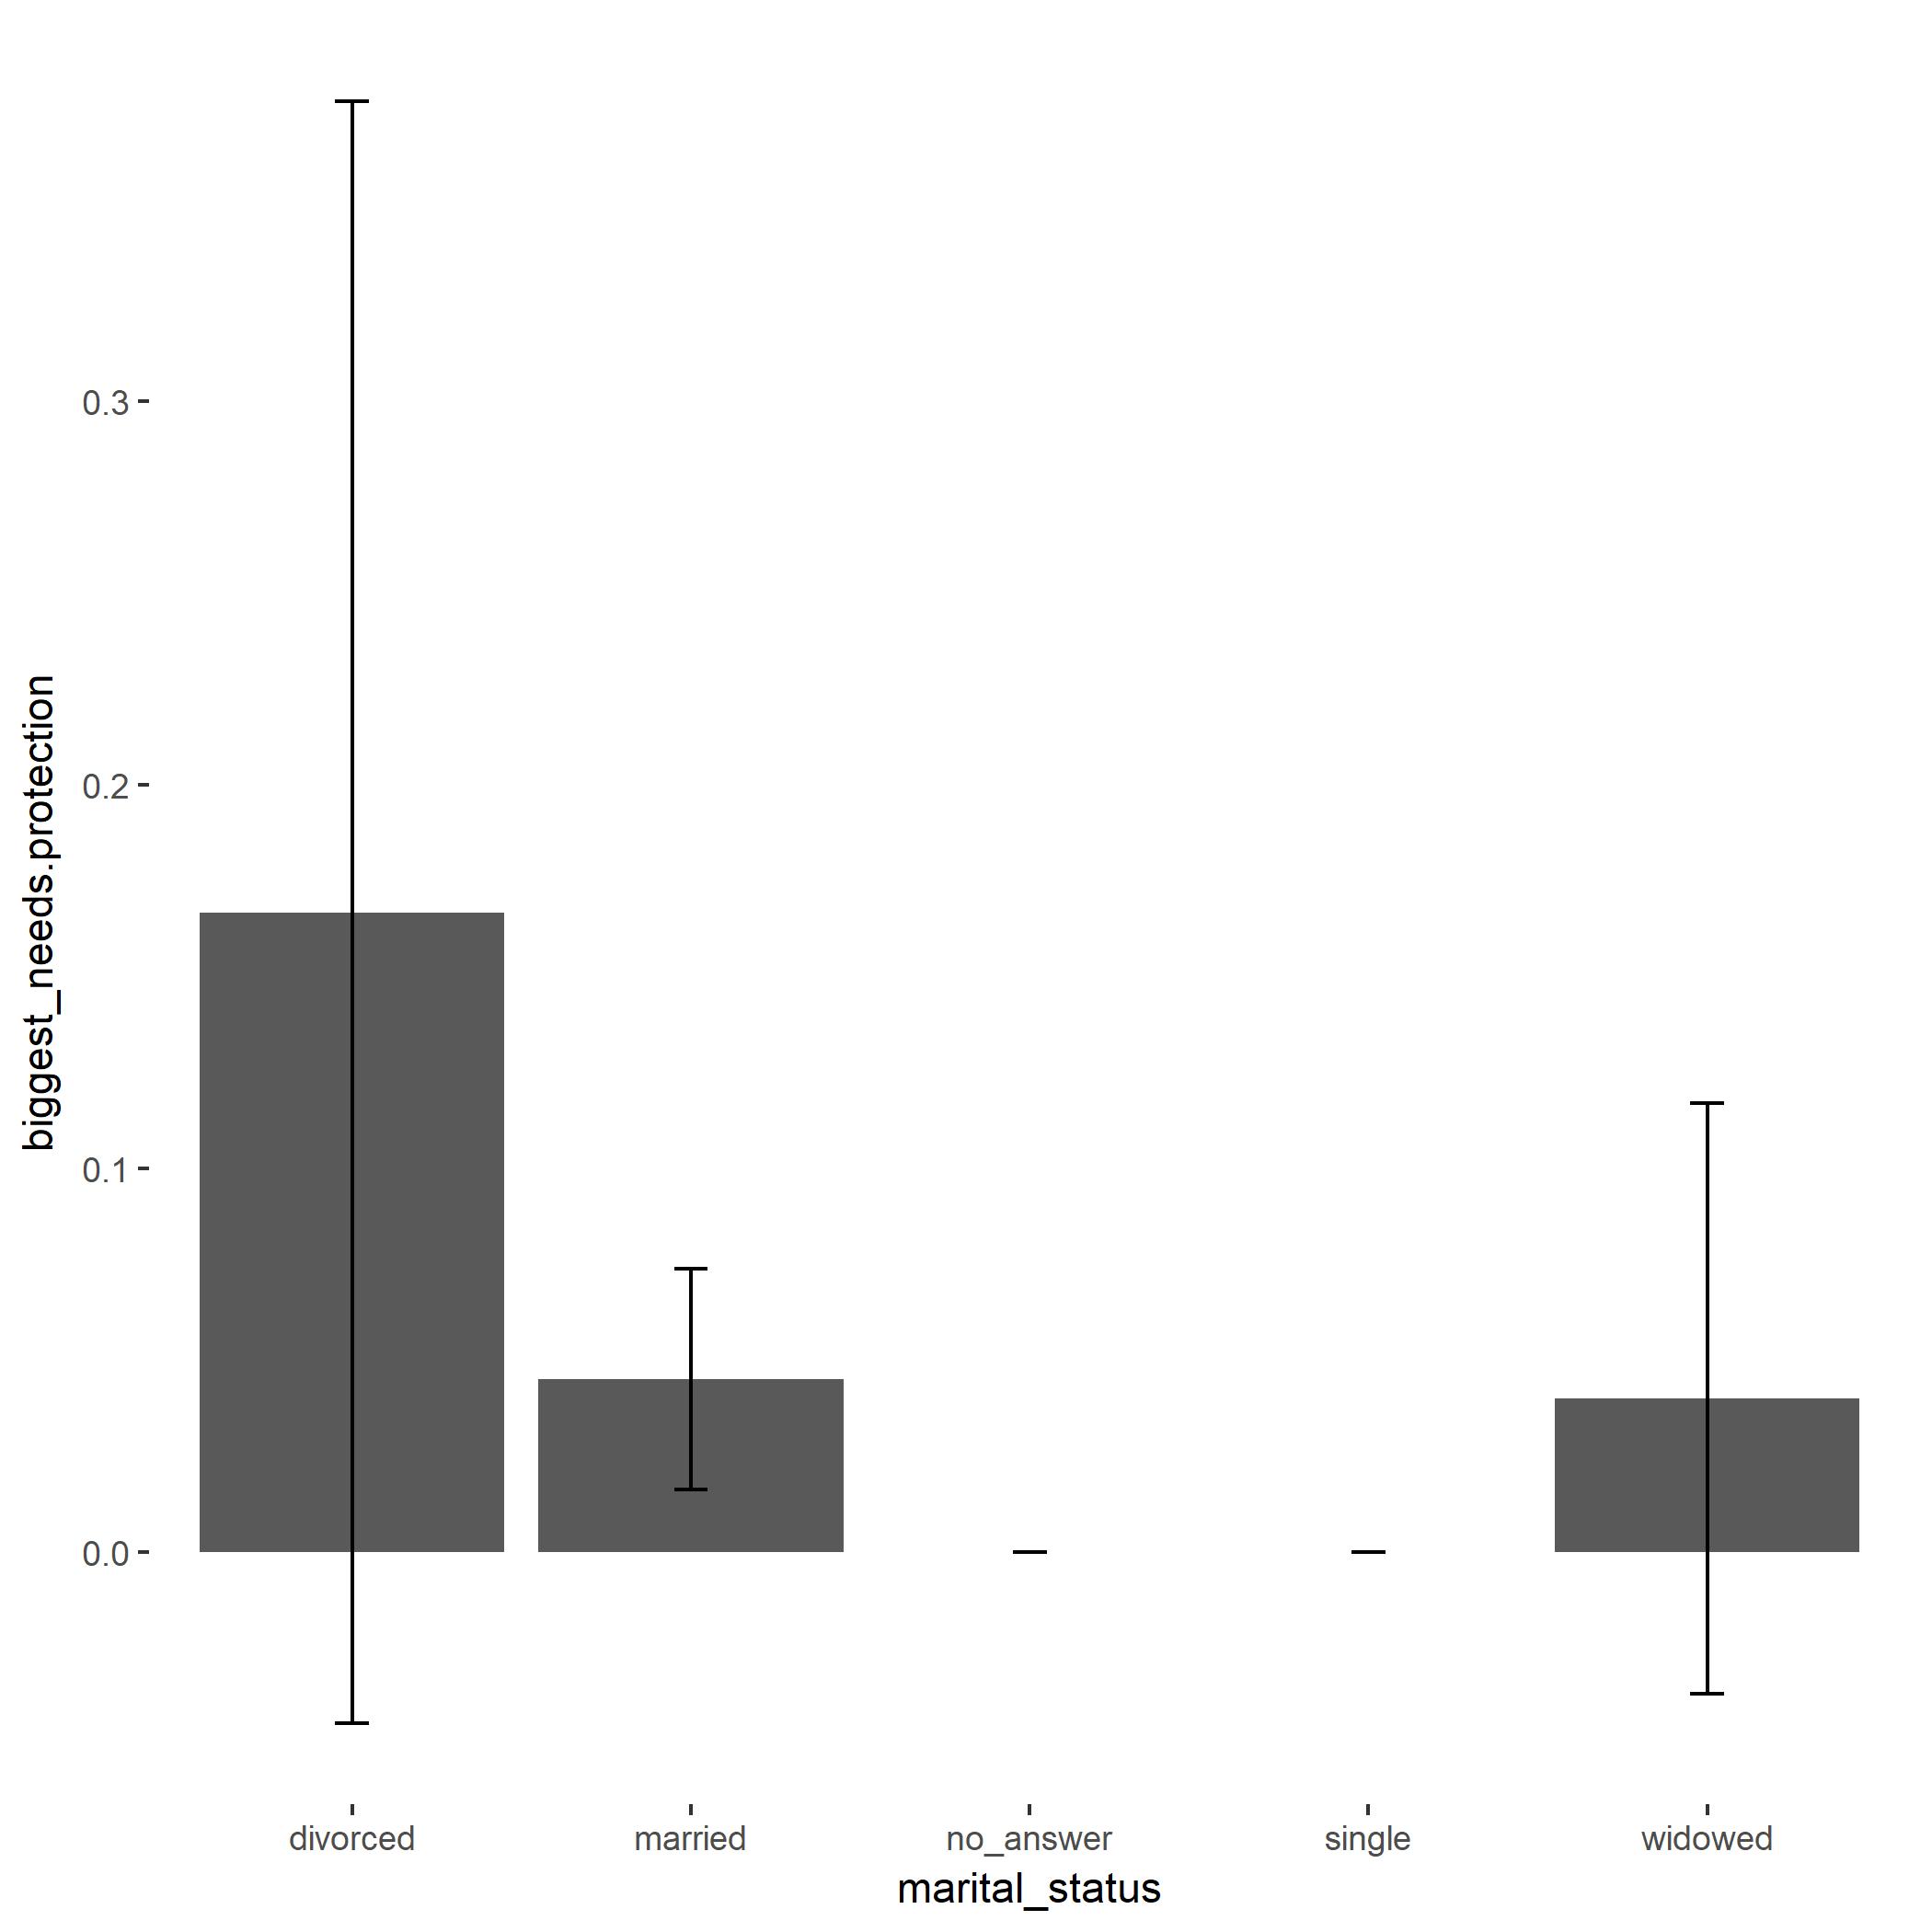 biggest_needs.protection
0.3
0.2
0.1
0.0
divorced married no_answer single widowed
marital_status